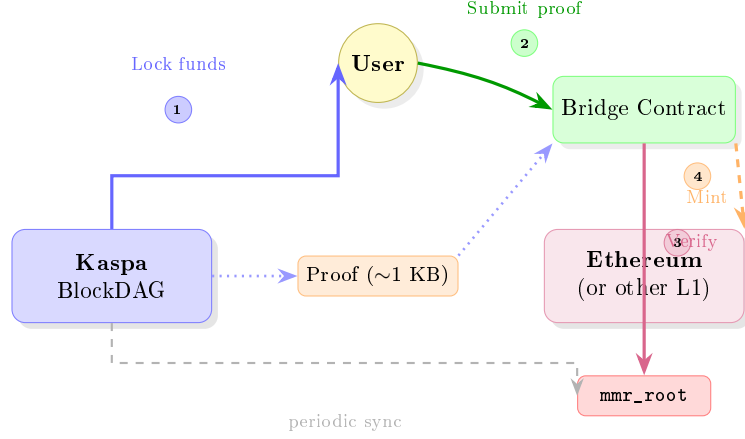 Submit proof
2
User
Lock funds
1
Bridge Contract
4
Mint
3
Verify
Kaspa
BlockDAG
Proof (~1 KB)
Ethereum
(or other L1)
mmr_root
periodic sync